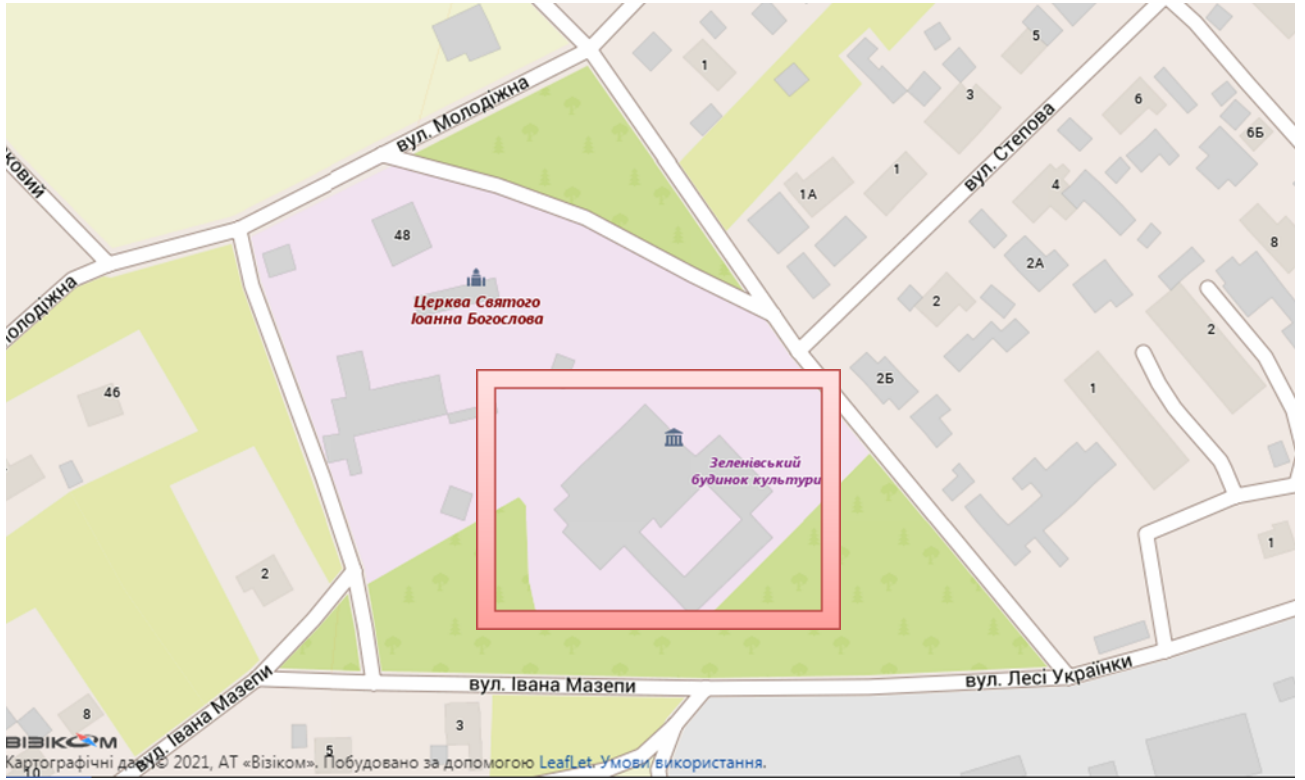 5
1
вул. Молодіжна
3
6
6Б
ковий
вул. Степова
1
1А
4
48
8
2А
Церква Святого
Іоанна Богослова
2
олодіжна
2
2Б
1
46
Зеленівський
будинок культури
1
2
вул. Івана Мазепи
вул. Лесі Українки
вул. Івана Мазепи
8
3
5
ВІЗІКОМ
Картографічні дані © 2021, АТ «Візіком». Побудовано за допомогою LeafLet. Умови використання.
10